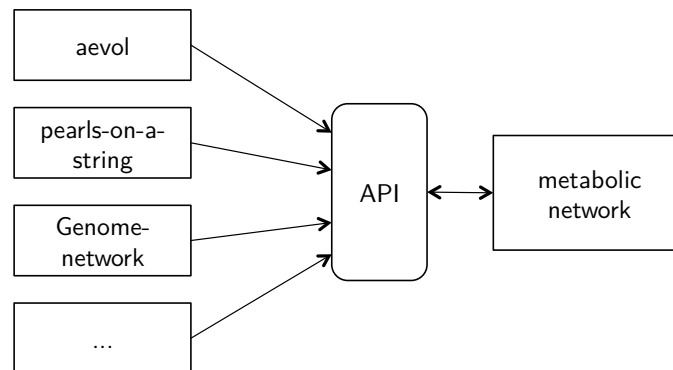 aevol
pearls-on-a-
string
Genome-
network
...
API
metabolic
network